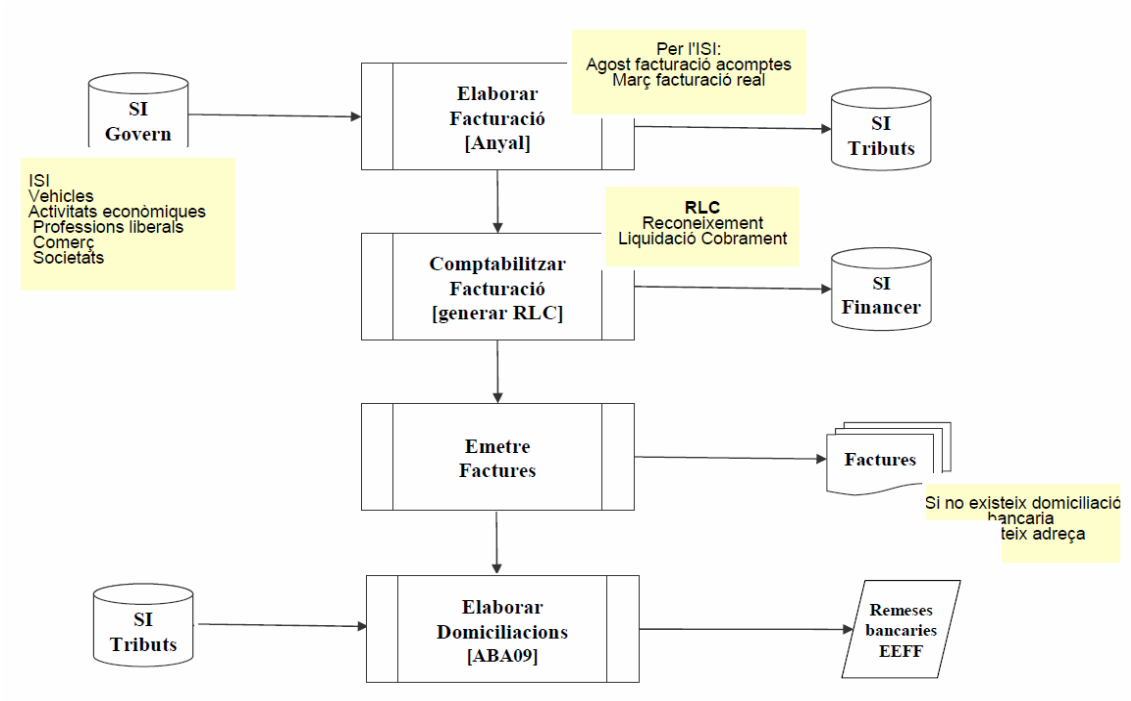 Per l'ISI:
Agost facturació acomptes
Març facturació real
SI
Govern
Elaborar
Facturació
[Anyal]
SI
Tributs
ISI
Vehicles
Activitats econòmiques
Professions liberals
Comerç
Societats
RLC
Reconeixement
Liquidació Cobrament
Comptabilitzar
Facturació
[generar RLC]
SI
Financer
Emetre
Factures
Factures
Si no existeix domiciliació
bancaria
teix adreça
SI
Tributs
Elaborar
Domiciliacions
[ABA09]
Remeses
bancaries
EEFF